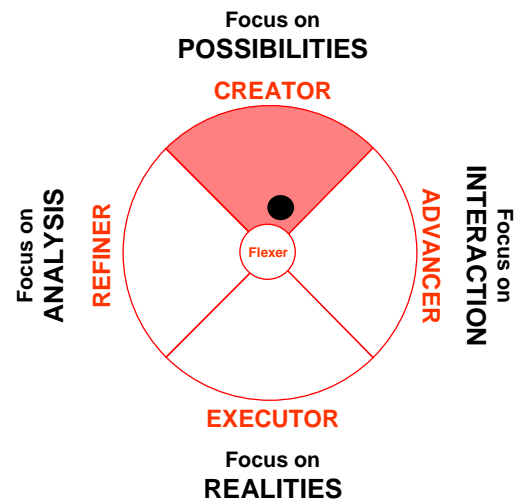 Focus on
POSSIBILITIES
CREATOR
Focus on
ANALYSIS
REFINER
Flexer
ADVANCER
INTERACTION
Focus on
EXECUTOR
Focus on
REALITIES